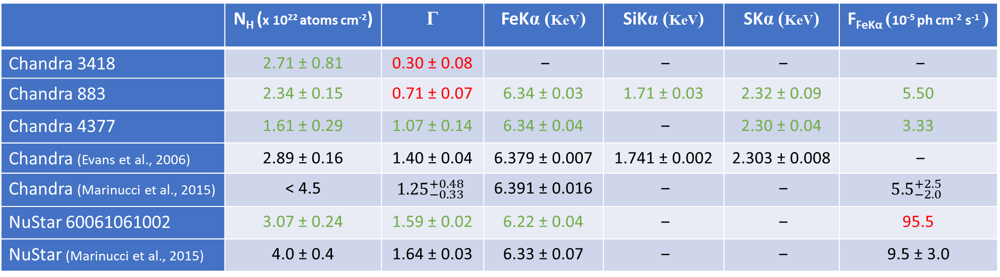 N_H (x 10^22 atoms cm^-2) Γ FeKα (KeV) SiKα (KeV) SKα (KeV) F_FeKα (10^-5 ph cm^-2 s^-1 )
Chandra 3418 2.71 ± 0.81 0.30 ± 0.08 – – – –
Chandra 883 2.34 ± 0.15 0.71 ± 0.07 6.34 ± 0.03 1.71 ± 0.03 2.32 ± 0.09 5.50
Chandra 4377 1.61 ± 0.29 1.07 ± 0.14 6.34 ± 0.04 – 2.30 ± 0.04 3.33
Chandra (Evans et al., 2006) 2.89 ± 0.16 1.40 ± 0.04 6.379 ± 0.007 1.741 ± 0.002 2.303 ± 0.008 –
Chandra (Marinucci et al., 2015) < 4.5 1.25^+0.48_−0.33 6.391 ± 0.016 – – 5.5^+2.5_−2.0
NuStar 60061061002 3.07 ± 0.24 1.59 ± 0.02 6.22 ± 0.04 – – 95.5
NuStar (Marinucci et al., 2015) 4.0 ± 0.4 1.64 ± 0.03 6.33 ± 0.07 – – 9.5 ± 3.0